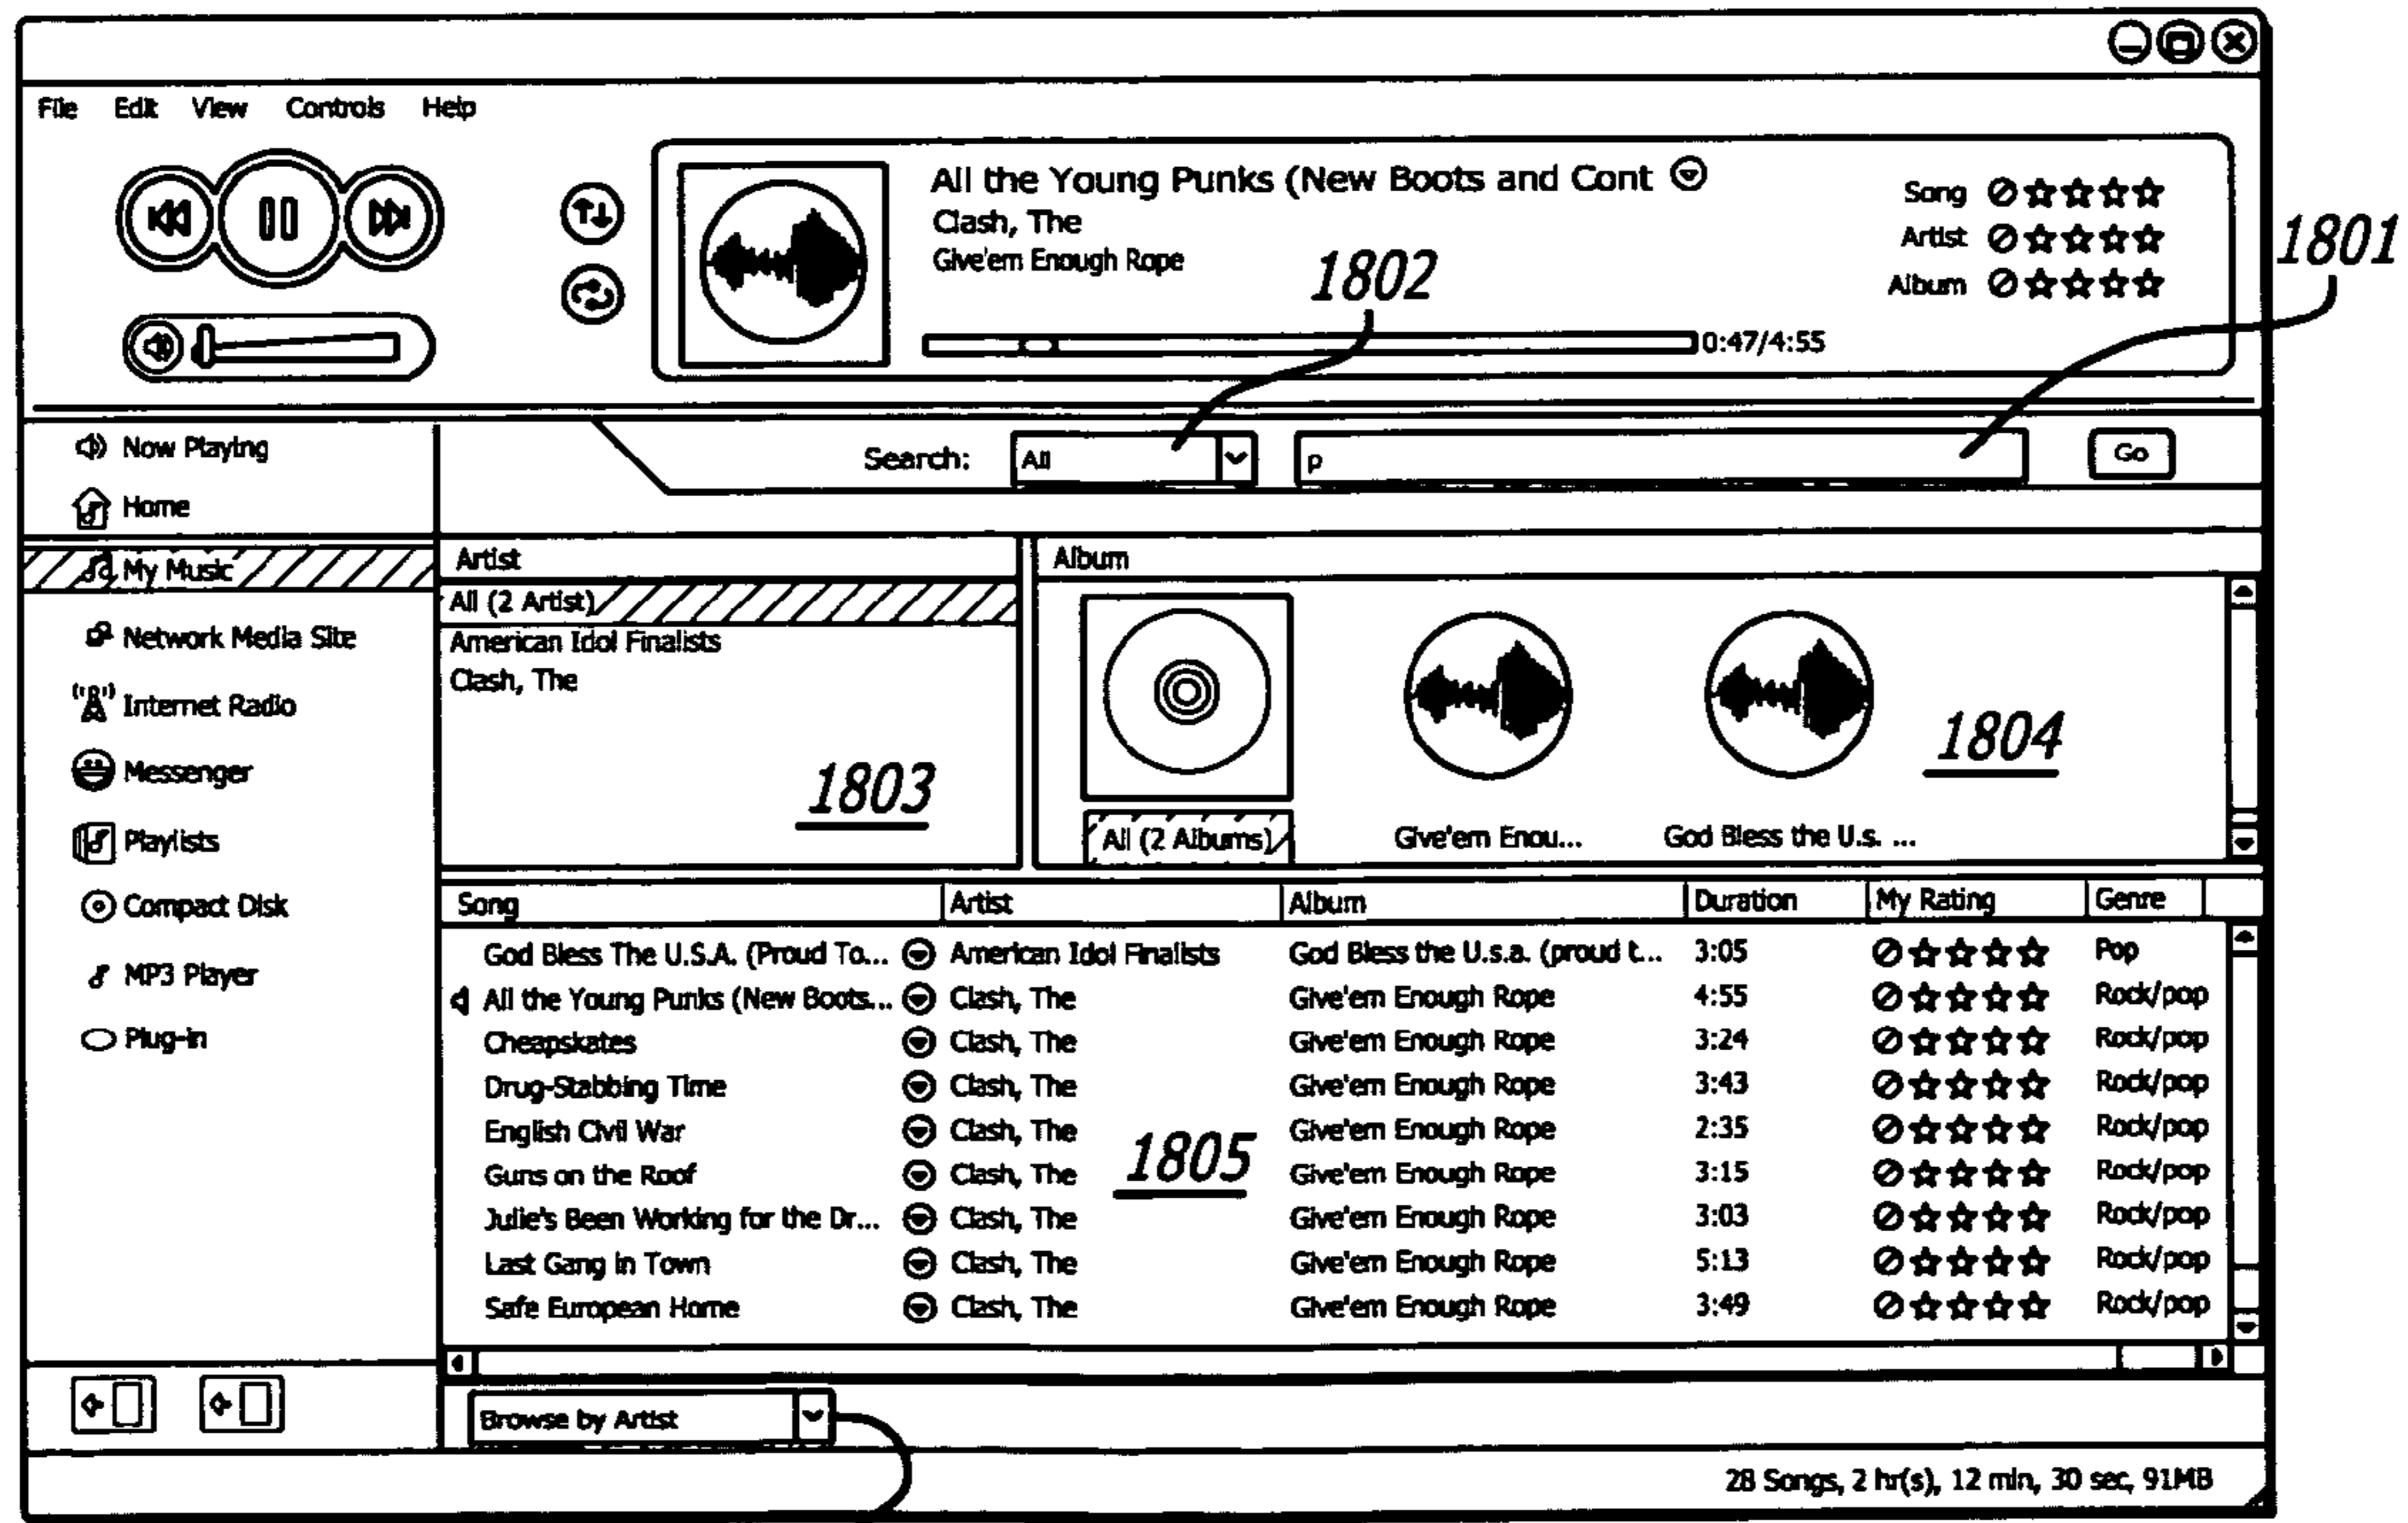 File Edit View Controls Help
All the Young Punks (New Boots and Cont
Clash, The
Give'em Enough Rope
0:47/4:55
Song
Artist
Album
1801
1802
Now Playing
Home
Search: All p Go
My Music
Network Media Site
Internet Radio
Messenger
Playlists
Compact Disk
MP3 Player
Plug-in
Artist
All (2 Artist)
American Idol Finalists
Clash, The
1803
Album
1804
All (2 Albums) Give'em Enou... God Bless the U.s. ...
Song Artist Album Duration My Rating Genre
God Bless The U.S.A. (Proud To... American Idol Finalists God Bless the U.s.a. (proud t... 3:05 Pop
All the Young Punks (New Boots... Clash, The Give'em Enough Rope 4:55 Rock/pop
Cheapskates Clash, The Give'em Enough Rope 3:24 Rock/pop
Drug-Stabbing Time Clash, The Give'em Enough Rope 3:43 Rock/pop
English Civil War Clash, The Give'em Enough Rope 2:35 Rock/pop
Guns on the Roof Clash, The Give'em Enough Rope 3:15 Rock/pop
1805
Julie's Been Working for the Dr... Clash, The Give'em Enough Rope 3:03 Rock/pop
Last Gang in Town Clash, The Give'em Enough Rope 5:13 Rock/pop
Safe European Home Clash, The Give'em Enough Rope 3:49 Rock/pop
Browse by Artist
28 Songs, 2 hr(s), 12 min, 30 sec, 91MB